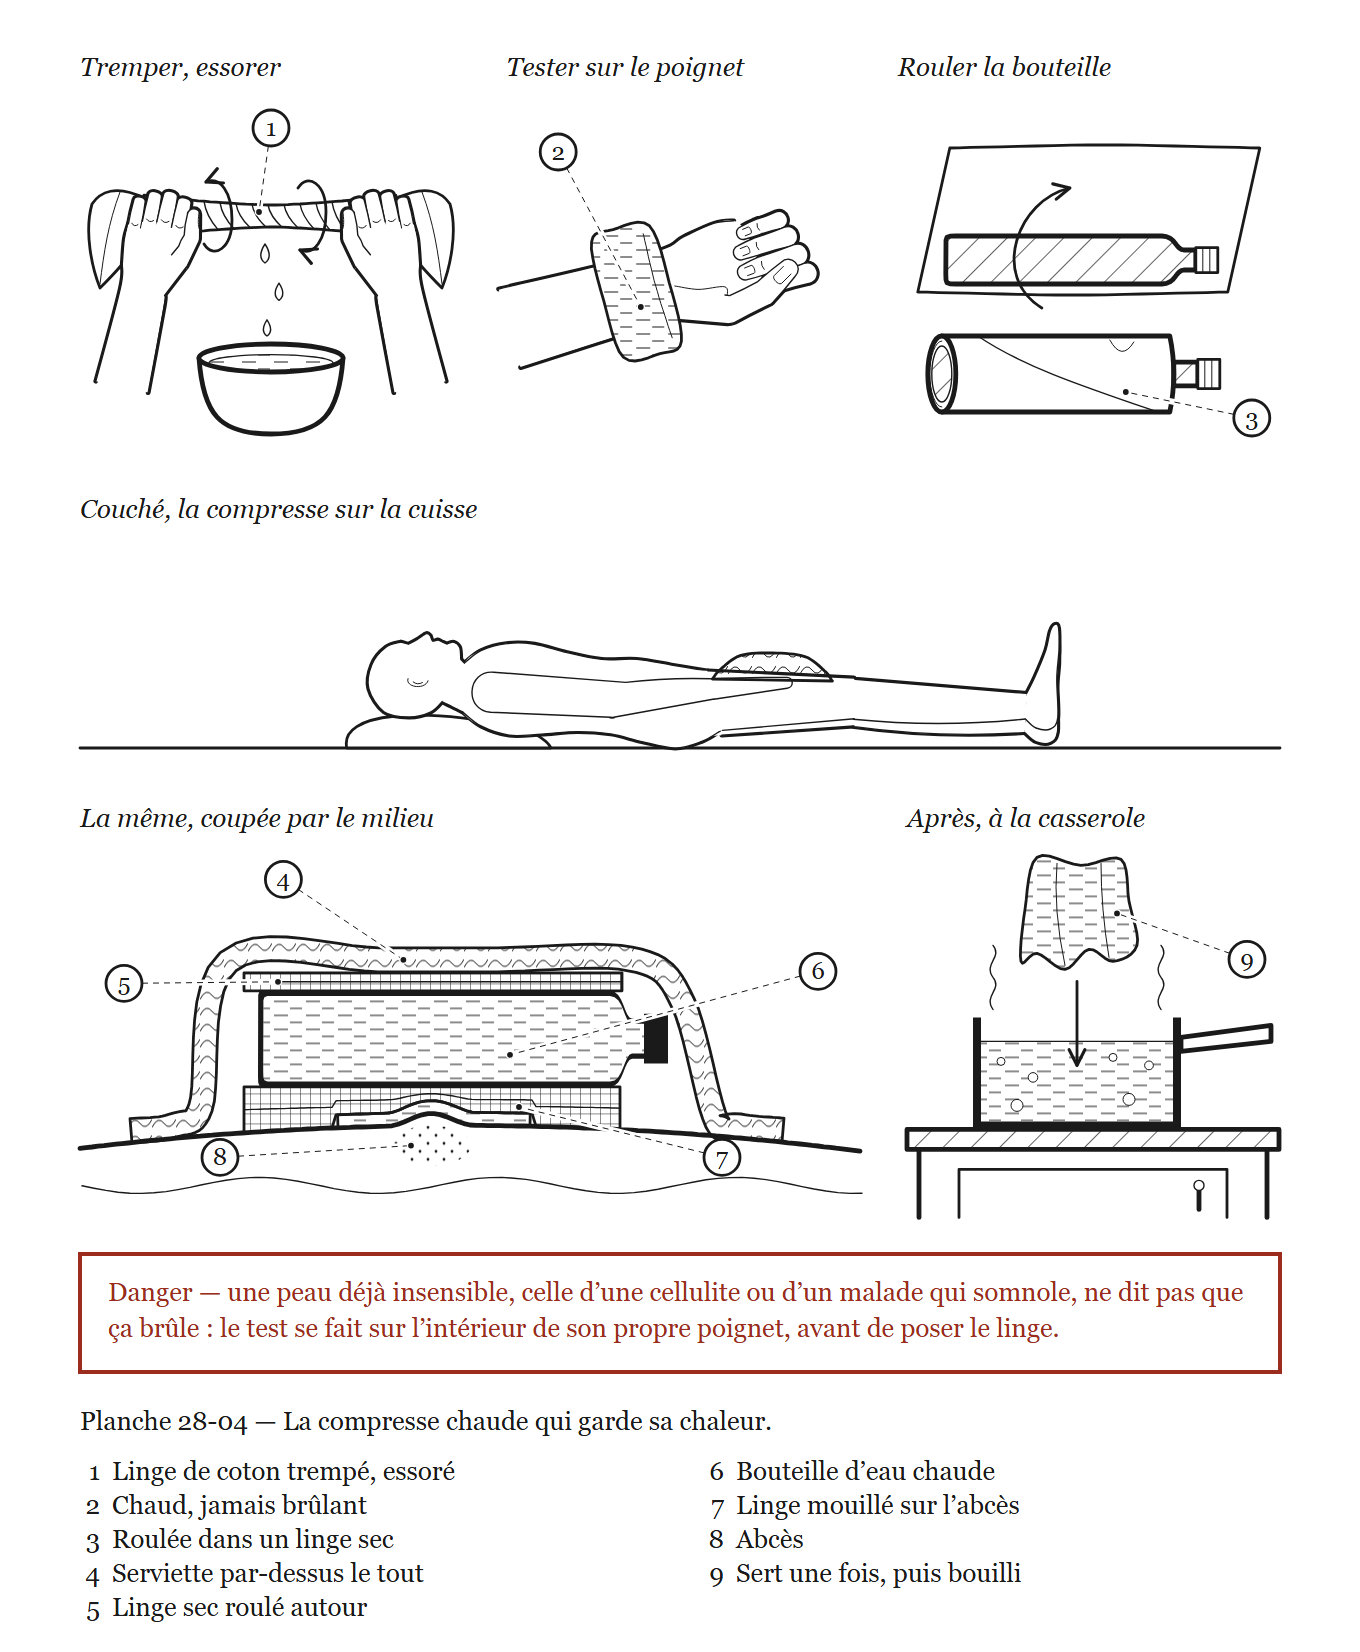 Tremper, essorer
Tester sur le poignet
Rouler la bouteille
1
2
3
Couché, la compresse sur la cuisse
La même, coupée par le milieu
Après, à la casserole
4
5
6
9
8
7
Danger — une peau déjà insensible, celle d’une cellulite ou d’un malade qui somnole, ne dit pas que
ça brûle : le test se fait sur l’intérieur de son propre poignet, avant de poser le linge.
Planche 28-04 — La compresse chaude qui garde sa chaleur.
1 Linge de coton trempé, essoré
2 Chaud, jamais brûlant
3 Roulée dans un linge sec
4 Serviette par-dessus le tout
5 Linge sec roulé autour
6 Bouteille d’eau chaude
7 Linge mouillé sur l’abcès
8 Abcès
9 Sert une fois, puis bouilli